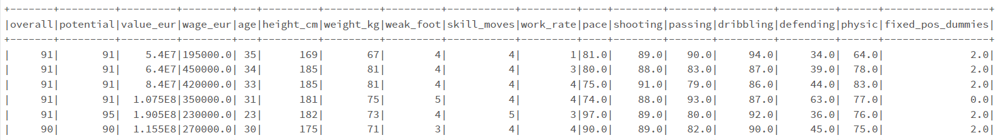 +-------+---------+---------+--------+---+---------+---------+---------+-----------+---------+----+--------+-------+---------+---------+------+-----------------+
|overall|potential|value_eur|wage_eur|age|height_cm|weight_kg|weak_foot|skill_moves|work_rate|pace|shooting|passing|dribbling|defending|physic|fixed_pos_dummies|
+-------+---------+---------+--------+---+---------+---------+---------+-----------+---------+----+--------+-------+---------+---------+------+-----------------+
|     91|       91|    5.4E7|195000.0| 35|      169|       67|        4|          4|        1|81.0|    89.0|   90.0|     94.0|     34.0|  64.0|              2.0|
|     91|       91|    6.4E7|450000.0| 34|      185|       81|        4|          4|        3|80.0|    88.0|   83.0|     87.0|     39.0|  78.0|              2.0|
|     91|       91|    8.4E7|420000.0| 33|      185|       81|        4|          4|        4|75.0|    91.0|   79.0|     86.0|     44.0|  83.0|              2.0|
|     91|       91|  1.075E8|350000.0| 31|      181|       75|        5|          4|        4|74.0|    88.0|   93.0|     87.0|     63.0|  77.0|              0.0|
|     91|       95|  1.905E8|230000.0| 23|      182|       73|        4|          5|        3|97.0|    89.0|   80.0|     92.0|     36.0|  76.0|              2.0|
|     90|       90|  1.155E8|270000.0| 30|      175|       71|        3|          4|        4|90.0|    89.0|   82.0|     90.0|     45.0|  75.0|              2.0|